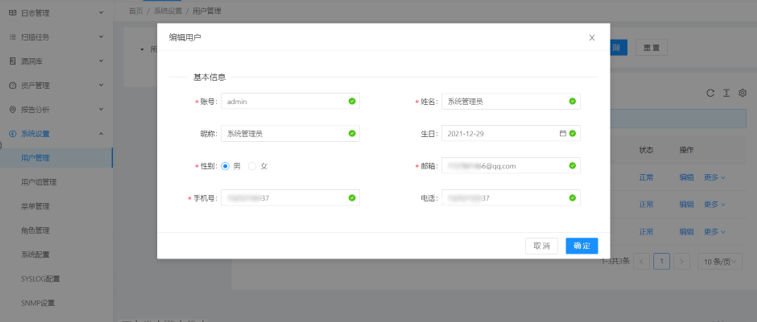 日志管理
扫描任务
漏洞库
资产管理
报告分析
系统设置
用户管理
用户组管理
菜单管理
角色管理
系统配置
SYSLOG配置
SNMP设置
首页 / 系统设置 / 用户管理
重 置
编辑用户
基本信息
* 账号: admin
* 姓名: 系统管理员
昵称: 系统管理员
生日: 2021-12-29
* 性别: 男 女
* 邮箱: 6@qq.com
* 手机号: 37
电话: 37
取 消 确 定
状态 操作
正常 编辑 更多
正常 编辑 更多
正常 编辑 更多
共3条 1 10 条/页